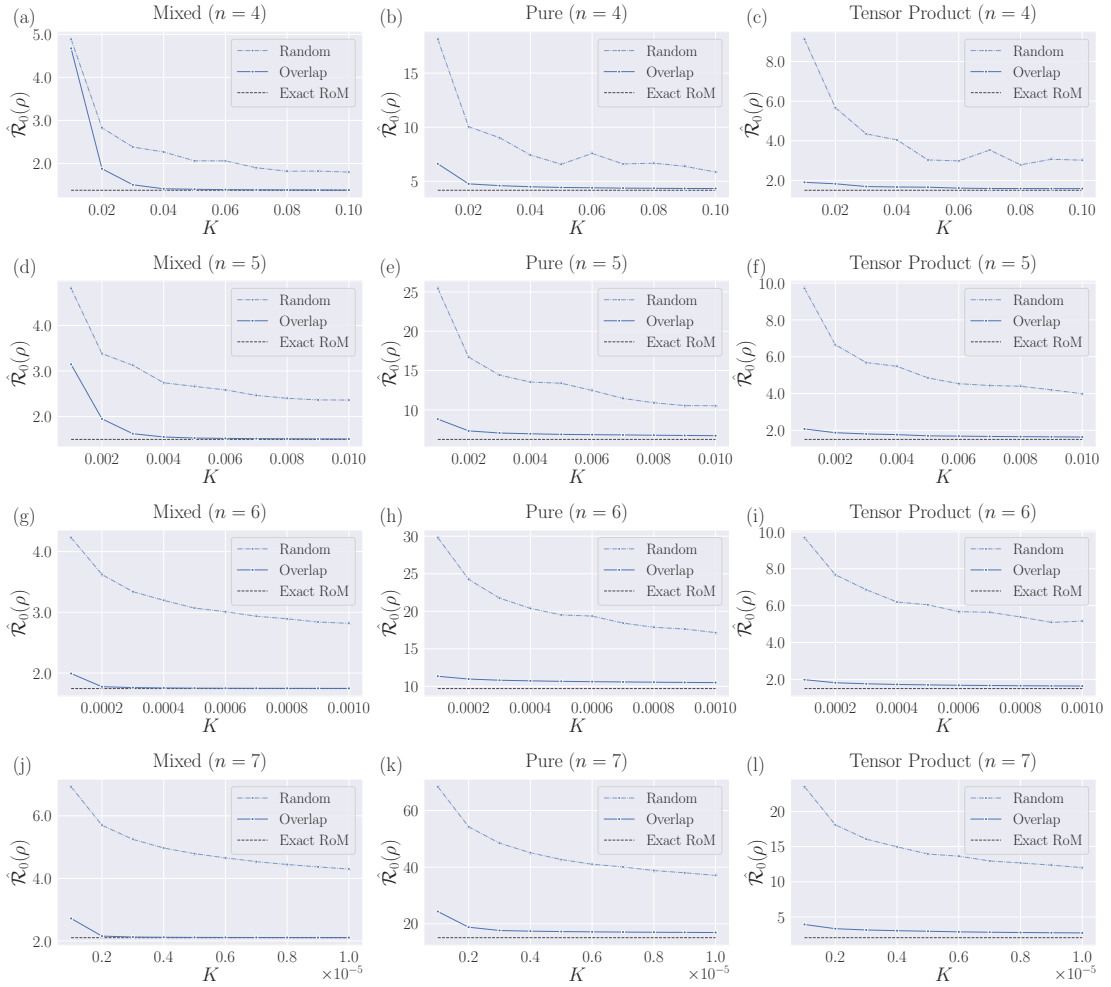 (a) Mixed (n = 4)
5.0
4.0
3.0
2.0
R̂₀(ρ)
Random
Overlap
Exact RoM
0.02 0.04 0.06 0.08 0.10
K
(b) Pure (n = 4)
15
10
5
R̂₀(ρ)
Random
Overlap
Exact RoM
0.02 0.04 0.06 0.08 0.10
K
(c) Tensor Product (n = 4)
8.0
6.0
4.0
2.0
R̂₀(ρ)
Random
Overlap
Exact RoM
0.02 0.04 0.06 0.08 0.10
K
(d) Mixed (n = 5)
4.0
3.0
2.0
R̂₀(ρ)
Random
Overlap
Exact RoM
0.002 0.004 0.006 0.008 0.010
K
(e) Pure (n = 5)
25
20
15
10
R̂₀(ρ)
Random
Overlap
Exact RoM
0.002 0.004 0.006 0.008 0.010
K
(f) Tensor Product (n = 5)
10.0
8.0
6.0
4.0
2.0
R̂₀(ρ)
Random
Overlap
Exact RoM
0.002 0.004 0.006 0.008 0.010
K
(g) Mixed (n = 6)
4.0
3.0
2.0
R̂₀(ρ)
Random
Overlap
Exact RoM
0.0002 0.0004 0.0006 0.0008 0.0010
K
(h) Pure (n = 6)
30
25
20
15
10
R̂₀(ρ)
Random
Overlap
Exact RoM
0.0002 0.0004 0.0006 0.0008 0.0010
K
(i) Tensor Product (n = 6)
10.0
8.0
6.0
4.0
2.0
R̂₀(ρ)
Random
Overlap
Exact RoM
0.0002 0.0004 0.0006 0.0008 0.0010
K
(j) Mixed (n = 7)
6.0
4.0
2.0
R̂₀(ρ)
Random
Overlap
Exact RoM
0.2 0.4 0.6 0.8 1.0
K ×10⁻⁵
(k) Pure (n = 7)
60
40
20
R̂₀(ρ)
Random
Overlap
Exact RoM
0.2 0.4 0.6 0.8 1.0
K ×10⁻⁵
(l) Tensor Product (n = 7)
20
15
10
5
R̂₀(ρ)
Random
Overlap
Exact RoM
0.2 0.4 0.6 0.8 1.0
K ×10⁻⁵